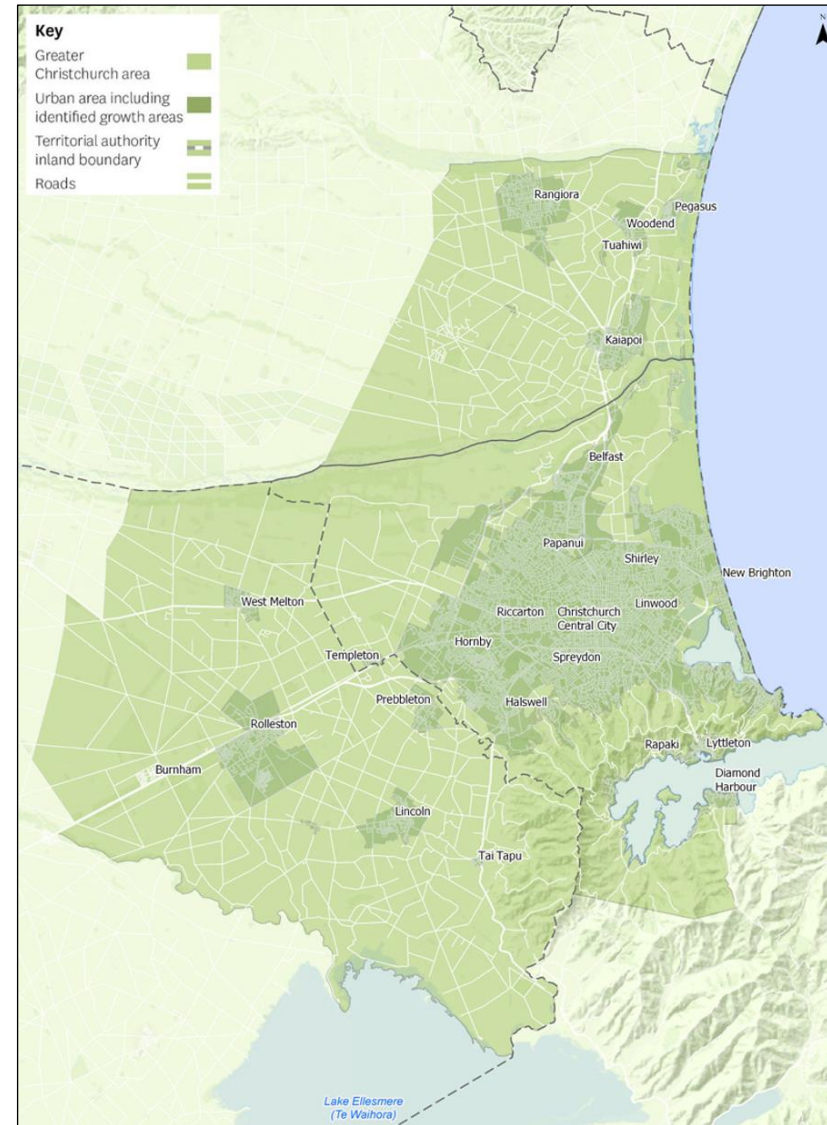 Key
Greater
Christchurch area
Urban area including
identified growth areas
Territorial authority
inland boundary
Roads
N
Rangiora
Pegasus
Woodend
Tuahiwi
Kaiapoi
Belfast
Papanui
Shirley
New Brighton
West Melton
Linwood
Riccarton
Christchurch
Central City
Hornby
Templeton
Spreydon
Prebbleton
Halswell
Rolleston
Rapaki
Lyttleton
Burnham
Diamond
Harbour
Lincoln
Tai Tapu
Lake Ellesmere
(Te Waihora)